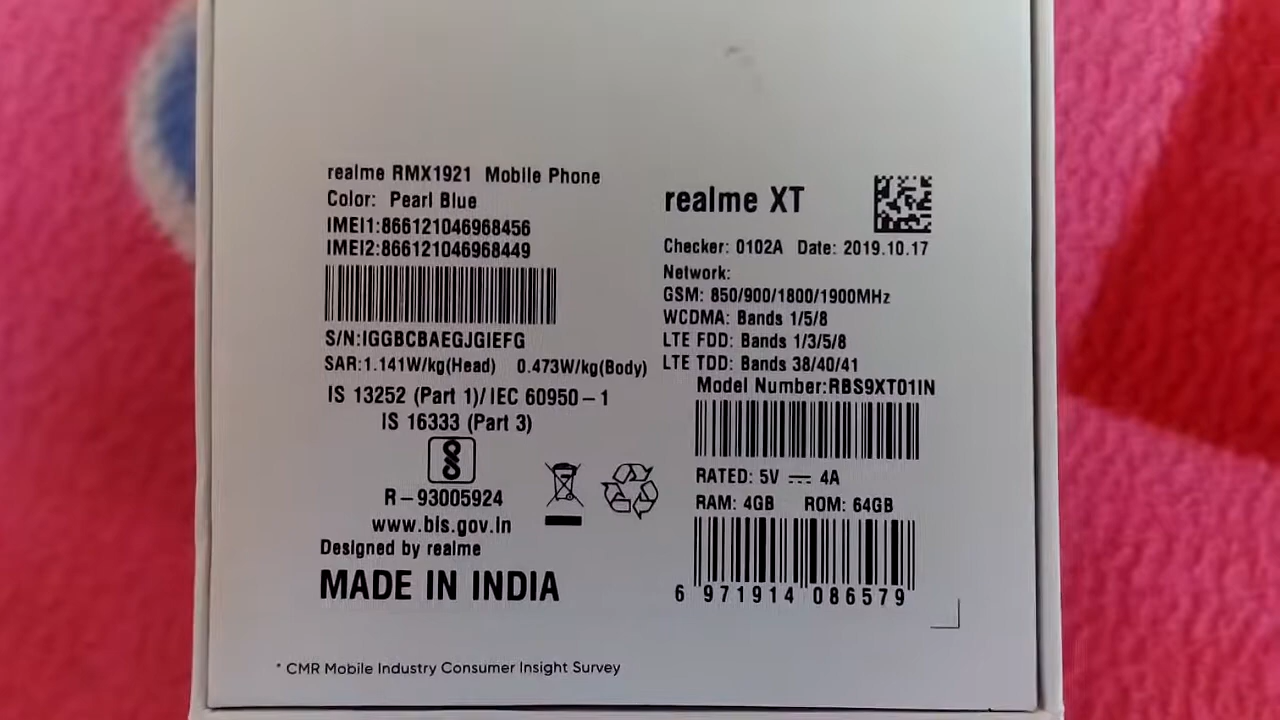 realme RMX1921 Mobile Phone
Color: Pearl Blue
IMEI1:866121046968456
IMEI2:866121046968449
S/N:IGGBCBAEGJGIEFG
SAR:1.141W/kg(Head) 0.473W/kg(Body)
IS 13252 (Part 1)/ IEC 60950 – 1
IS 16333 (Part 3)
R – 93005924
www.bis.gov.in
Designed by realme
MADE IN INDIA
realme XT
Checker: 0102A Date: 2019.10.17
Network:
GSM: 850/900/1800/1900MHz
WCDMA: Bands 1/5/8
LTE FDD: Bands 1/3/5/8
LTE TDD: Bands 38/40/41
Model Number:RBS9XT01IN
RATED: 5V ⎓ 4A
RAM: 4GB ROM: 64GB
6 971914 086579
* CMR Mobile Industry Consumer Insight Survey